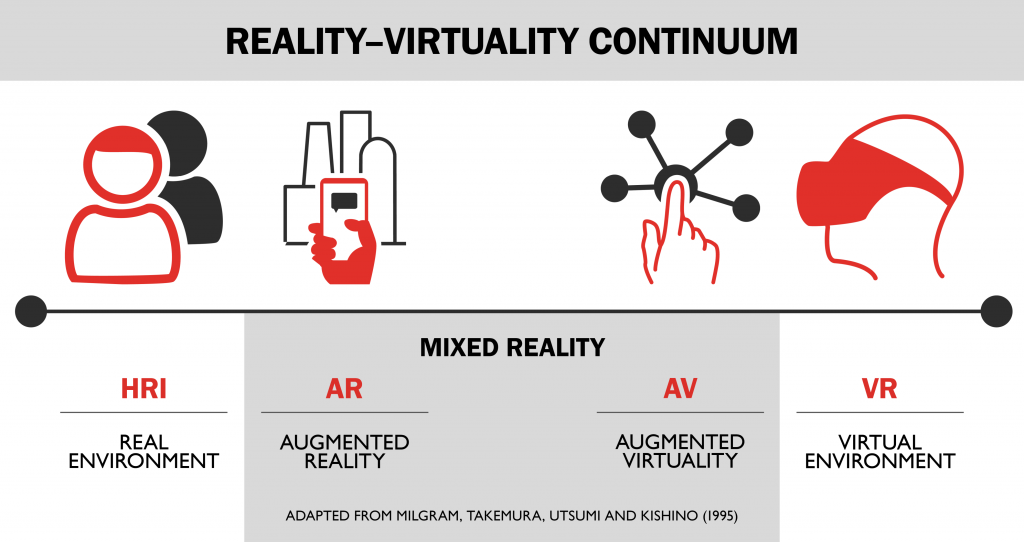 REALITY–VIRTUALITY CONTINUUM
MIXED REALITY
HRI
AR
AV
VR
REAL
ENVIRONMENT
AUGMENTED
REALITY
AUGMENTED
VIRTUALITY
VIRTUAL
ENVIRONMENT
ADAPTED FROM MILGRAM, TAKEMURA, UTSUMI AND KISHINO (1995)